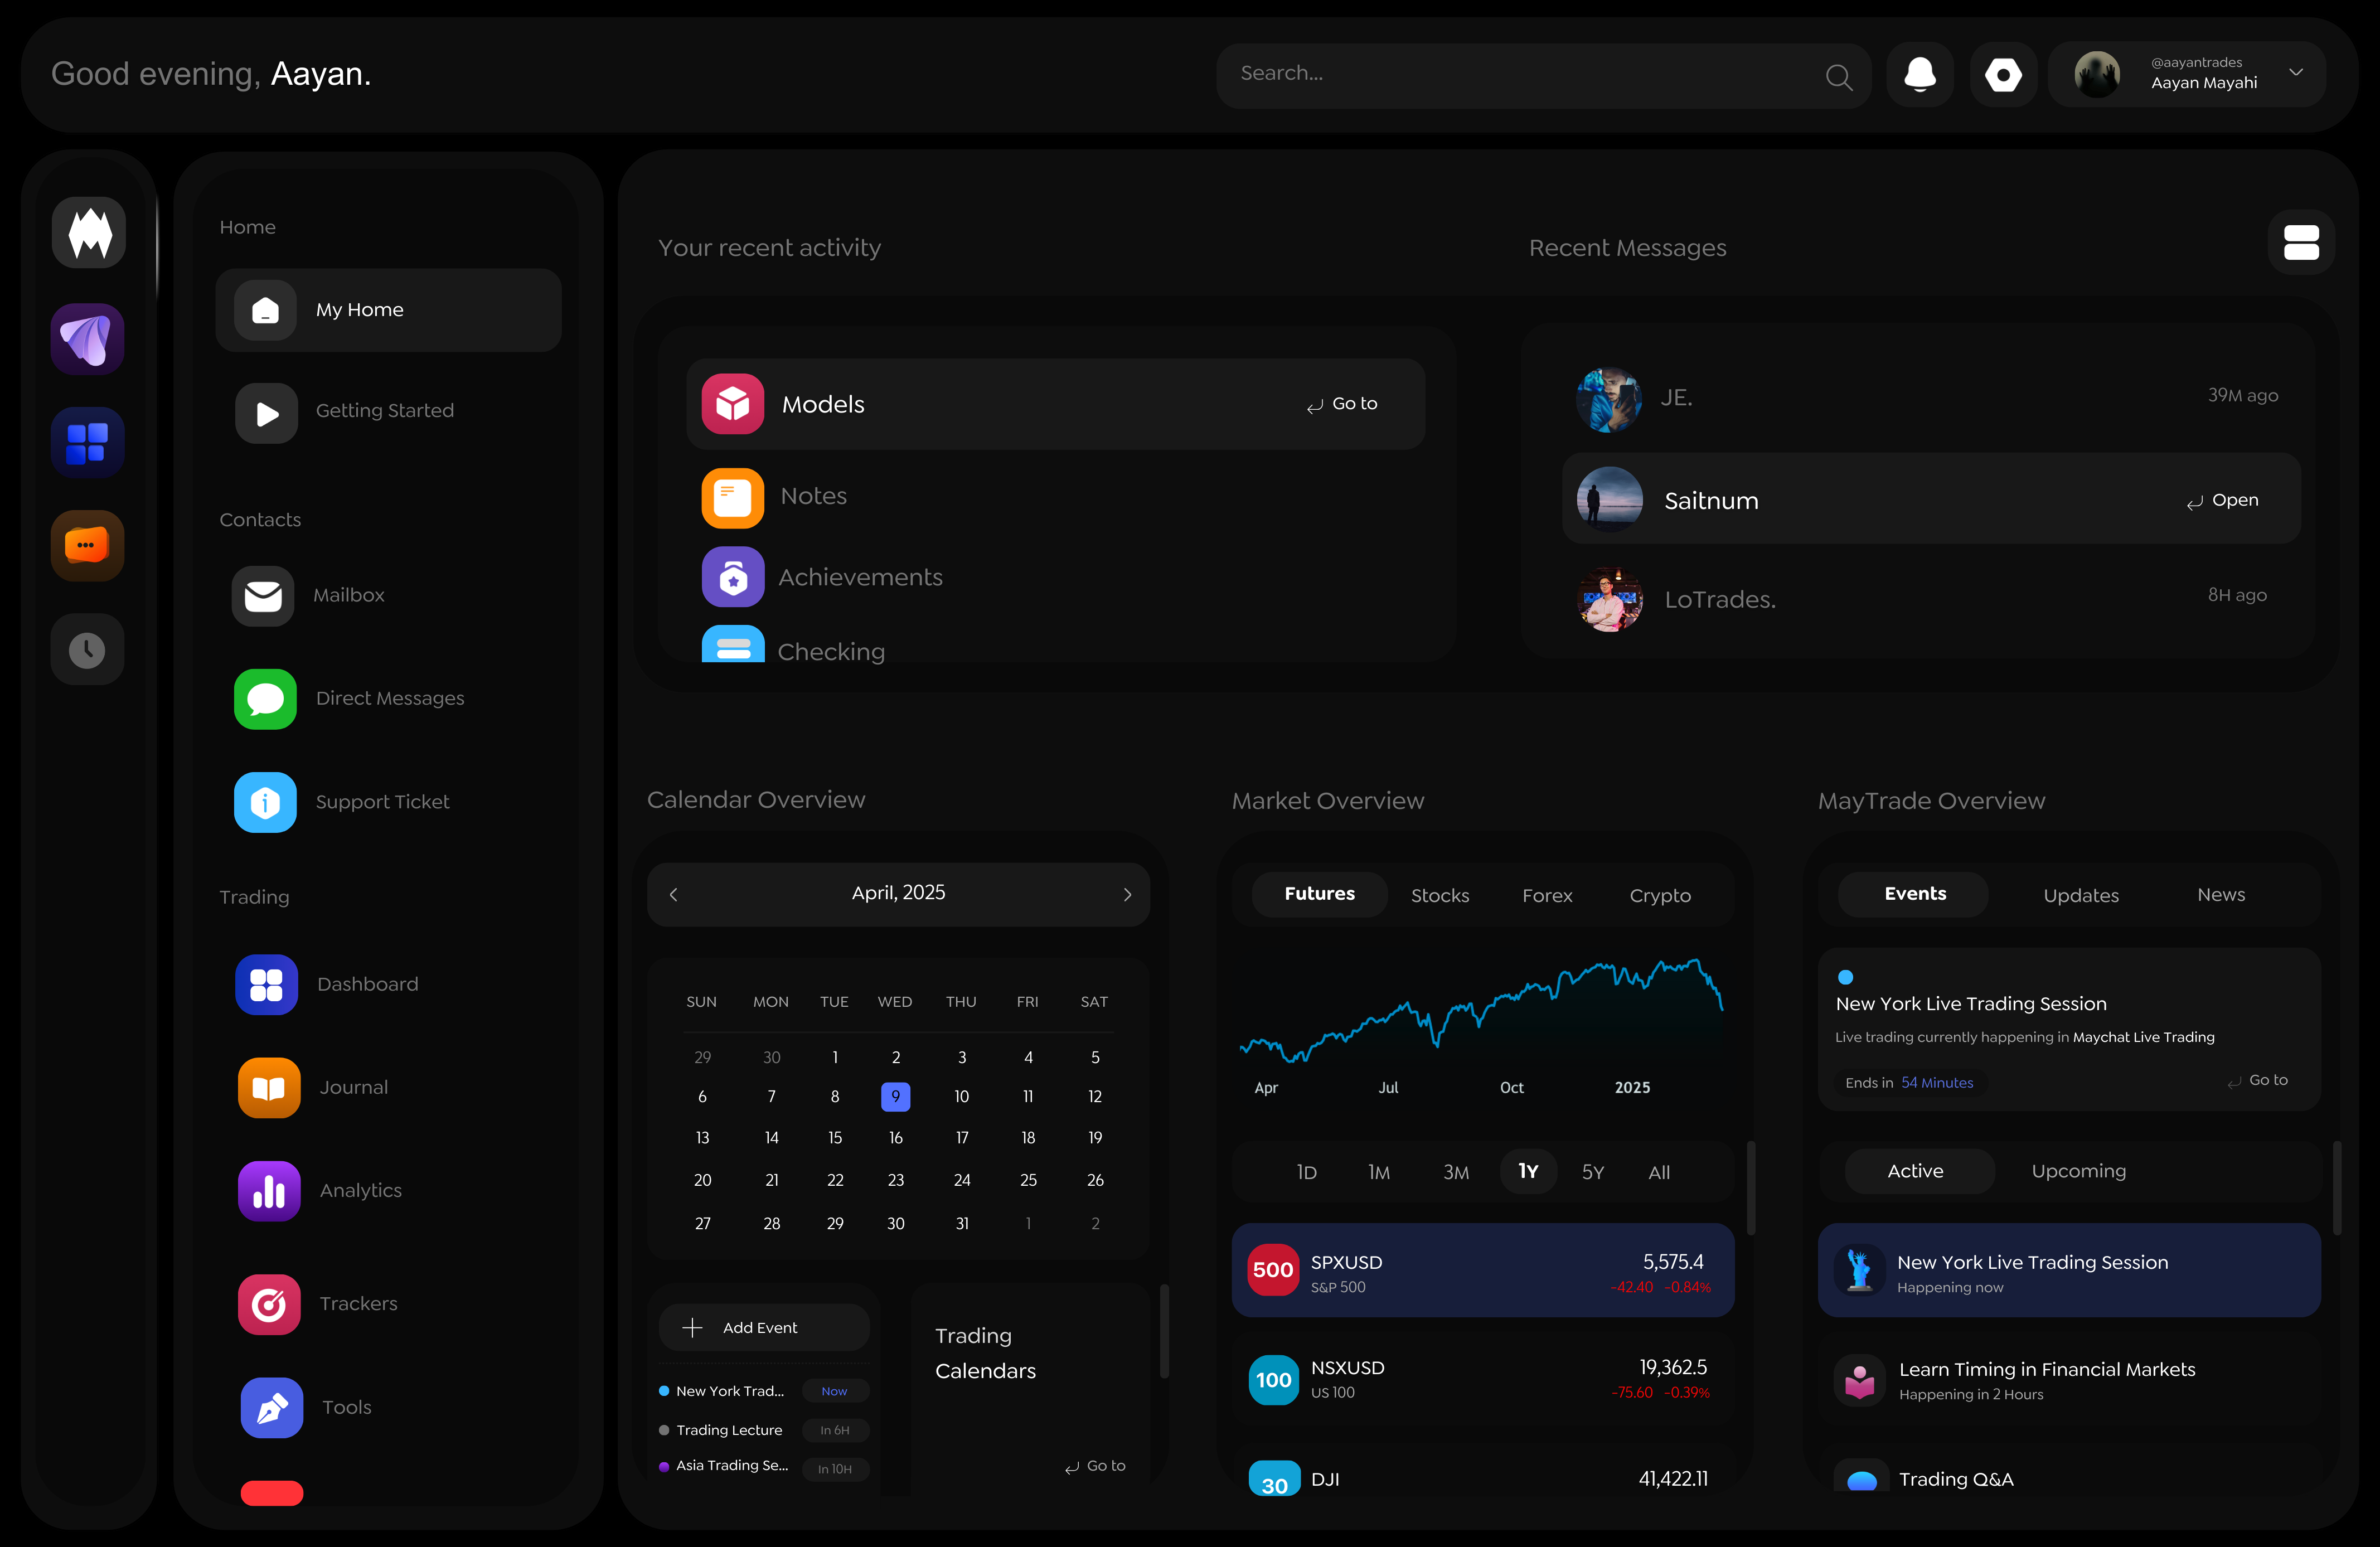 Good evening, Aayan.
Search...
@aayantrades
Aayan Mayahi
Home
My Home
Getting Started
Contacts
Mailbox
Direct Messages
Support Ticket
Trading
Dashboard
Journal
Analytics
Trackers
Tools
Your recent activity
Models
Go to
Notes
Achievements
Checking
Recent Messages
JE.
39M ago
Saitnum
Open
LoTrades.
8H ago
Calendar Overview
April, 2025
SUN MON TUE WED THU FRI SAT
29 30 1 2 3 4 5
6 7 8 9 10 11 12
13 14 15 16 17 18 19
20 21 22 23 24 25 26
27 28 29 30 31 1 2
Add Event
New York Trad... Now
Trading Lecture In 6H
Asia Trading Se... In 10H
Trading
Calendars
Go to
Market Overview
Futures Stocks Forex Crypto
Apr Jul Oct 2025
1D 1M 3M 1Y 5Y All
500 SPXUSD 5,575.4
S&P 500 -42.40 -0.84%
100 NSXUSD 19,362.5
US 100 -75.60 -0.39%
30 DJI 41,422.11
MayTrade Overview
Events Updates News
New York Live Trading Session
Live trading currently happening in Maychat Live Trading
Ends in 54 Minutes
Go to
Active Upcoming
New York Live Trading Session
Happening now
Learn Timing in Financial Markets
Happening in 2 Hours
Trading Q&A